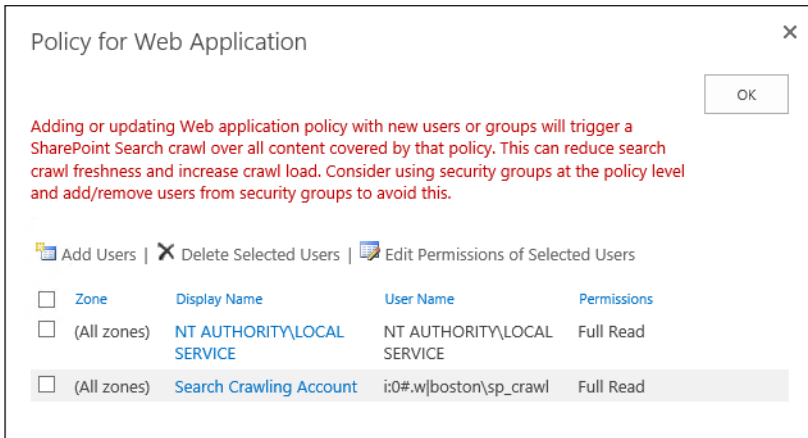 Policy for Web Application
OK
Adding or updating Web application policy with new users or groups will trigger a
SharePoint Search crawl over all content covered by that policy. This can reduce search
crawl freshness and increase crawl load. Consider using security groups at the policy level
and add/remove users from security groups to avoid this.
Add Users | Delete Selected Users | Edit Permissions of Selected Users
Zone Display Name User Name Permissions
(All zones) NT AUTHORITY\LOCAL NT AUTHORITY\LOCAL Full Read
SERVICE SERVICE
(All zones) Search Crawling Account i:0#.w|boston\sp_crawl Full Read